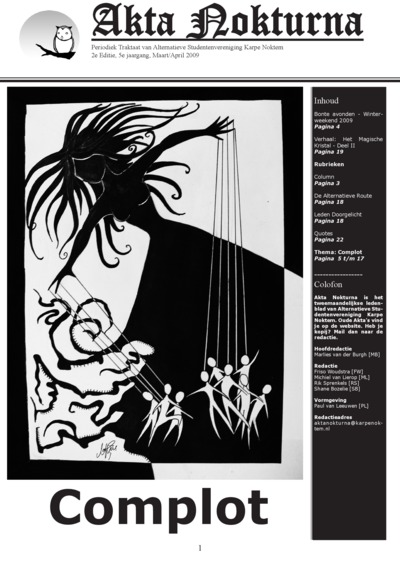 Akta Nokturna
Periodiek Traktaat van Alternatieve Studentenvereniging Karpe Noktem
2e Editie, 5e jaargang, Maart/April 2009
Inhoud
Bonte avonden - Winter-
weekend 2009
Pagina 4
Verhaal: Het Magische
Kristal - Deel II
Pagina 19
Rubrieken
Column
Pagina 3
De Alternatieve Route
Pagina 18
Leden Doorgelicht
Pagina 18
Quotes
Pagina 22
Thema: Complot
Pagina 5 t/m 17
Colofon
Akta Nokturna is het
tweemaandelijkse leden-
blad van Alternatieve Stu-
dentenvereniging Karpe
Noktem. Oude Akta's vind
je op de website. Heb je
kopij? Mail dan naar de
redactie.
Hoofdredactie
Marlies van der Burgh [MB]
Redactie
Friso Woudstra [FW]
Michiel van Lierop [ML]
Rik Sprenkels [RS]
Shane Bozelie [SB]
Vormgeving
Paul van Leeuwen [PL]
Redactieadres
aktanokturna@karpenok-
tem.nl
Complot
1